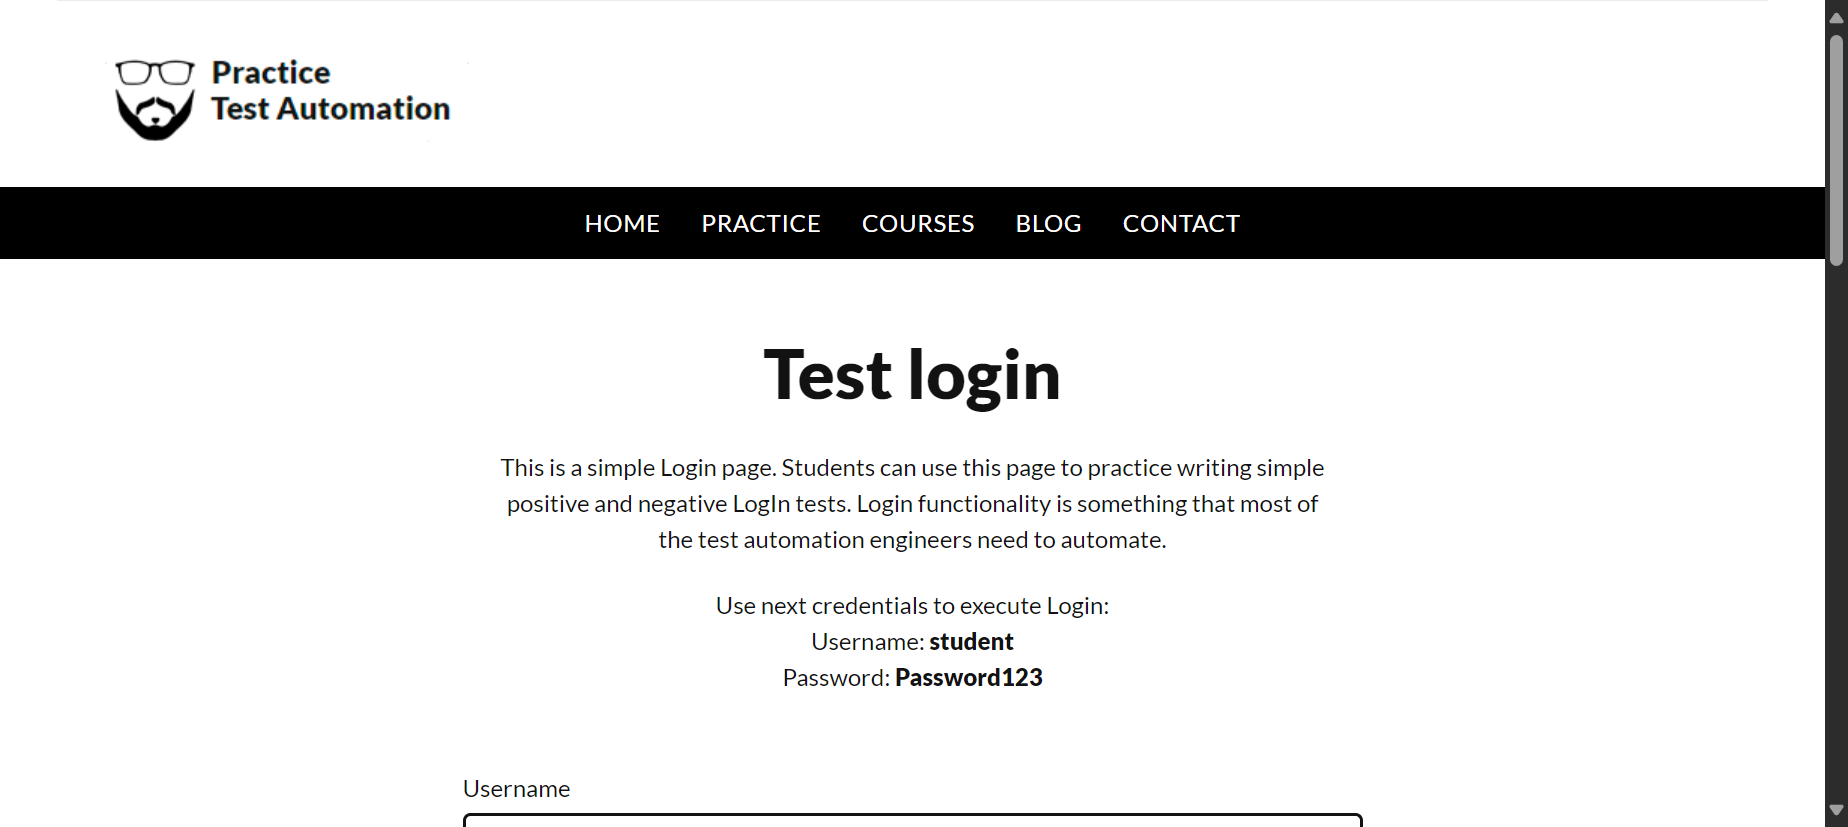 Practice
Test Automation
HOME PRACTICE COURSES BLOG CONTACT
Test login
This is a simple Login page. Students can use this page to practice writing simple
positive and negative LogIn tests. Login functionality is something that most of
the test automation engineers need to automate.
Use next credentials to execute Login:
Username: student
Password: Password123
Username